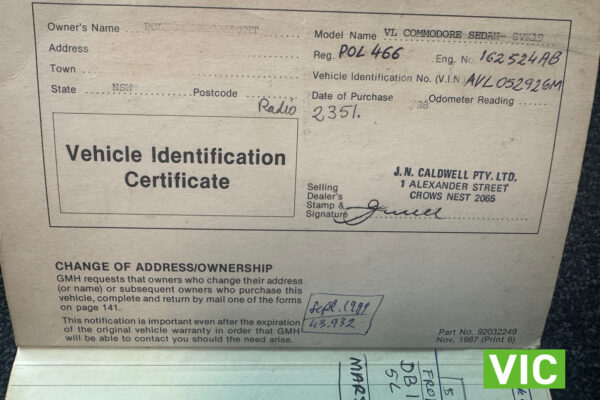 Owner's Name POLICE DEPARTMENT
Address
Town
State NSW Postcode
Radio
Vehicle Identification
Certificate
Model Name VL COMMODORE SEDAN- 8VK19
Reg. POL 466 Eng. No. 162524AB
Vehicle Identification No. (V.I.N) AVL052926M
Date of Purchase '88 Odometer Reading
2351.
J.N. CALDWELL PTY. LTD.
1 ALEXANDER STREET
CROWS NEST 2065
Selling
Dealer's
Stamp &
Signature
CHANGE OF ADDRESS/OWNERSHIP
GMH requests that owners who change their address
(or name) or subsequent owners who purchase this
vehicle, complete and return by mail one of the forms
on page 141.
This notification is important even after the expiration
of the original vehicle warranty in order that GMH
will be able to contact you should the need arise.
Sept. 1991
43.932
Part No. 92032249
Nov. 1987 (Print 6)
VIC